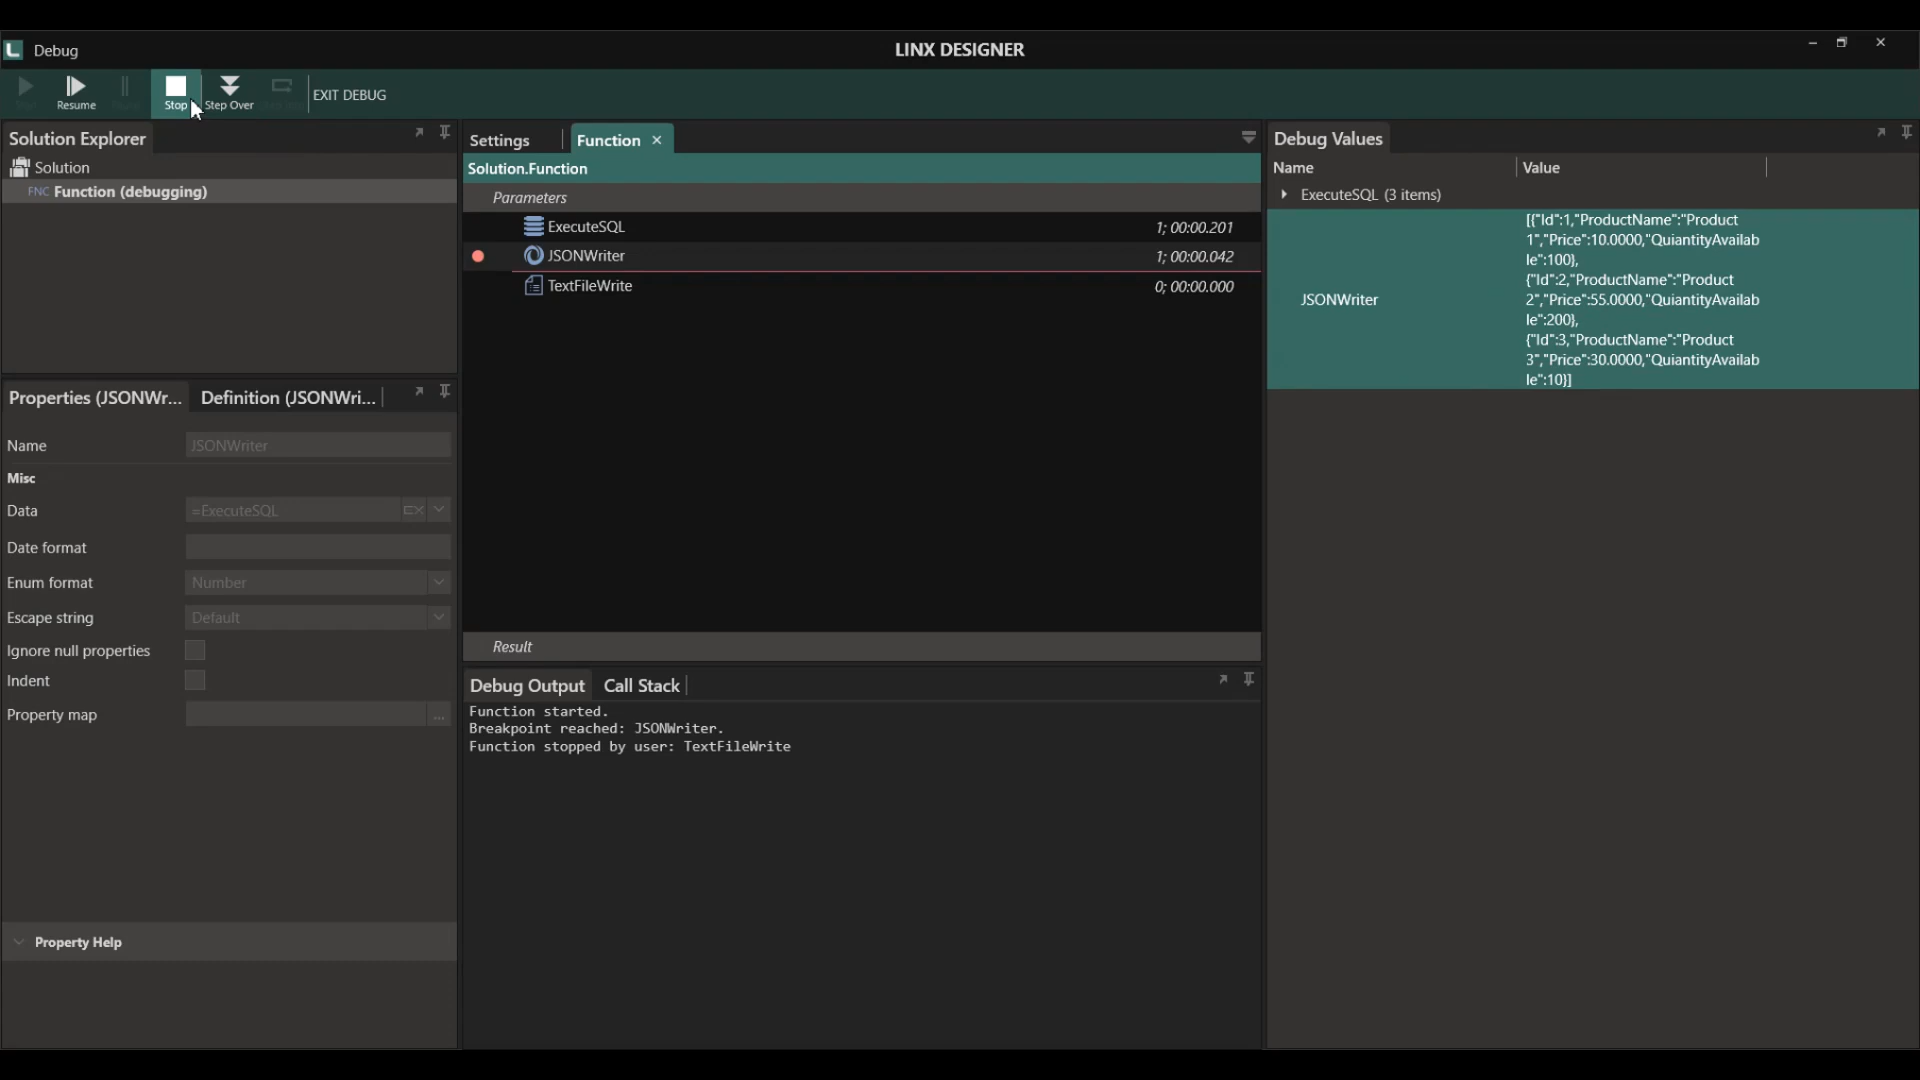 Debug
LINX DESIGNER
Resume
Stop
Step Over
EXIT DEBUG
Solution Explorer
Solution
FNC Function (debugging)
Properties (JSONWr...
Definition (JSONWri...
Name
JSONWriter
Misc
Data
=ExecuteSQL
Date format
Enum format
Number
Escape string
Default
Ignore null properties
Indent
Property map
...
Property Help
Settings
Function
Solution.Function
Parameters
ExecuteSQL
1; 00:00.201
JSONWriter
1; 00:00.042
TextFileWrite
0; 00:00.000
Result
Debug Output
Call Stack
Function started.
Breakpoint reached: JSONWriter.
Function stopped by user: TextFileWrite
Debug Values
Name
Value
ExecuteSQL (3 items)
JSONWriter
[{"Id":1,"ProductName":"Product
1","Price":10.0000,"QuiantityAvailab
le":100},
{"Id":2,"ProductName":"Product
2","Price":55.0000,"QuiantityAvailab
le":200},
{"Id":3,"ProductName":"Product
3","Price":30.0000,"QuiantityAvailab
le":10}]